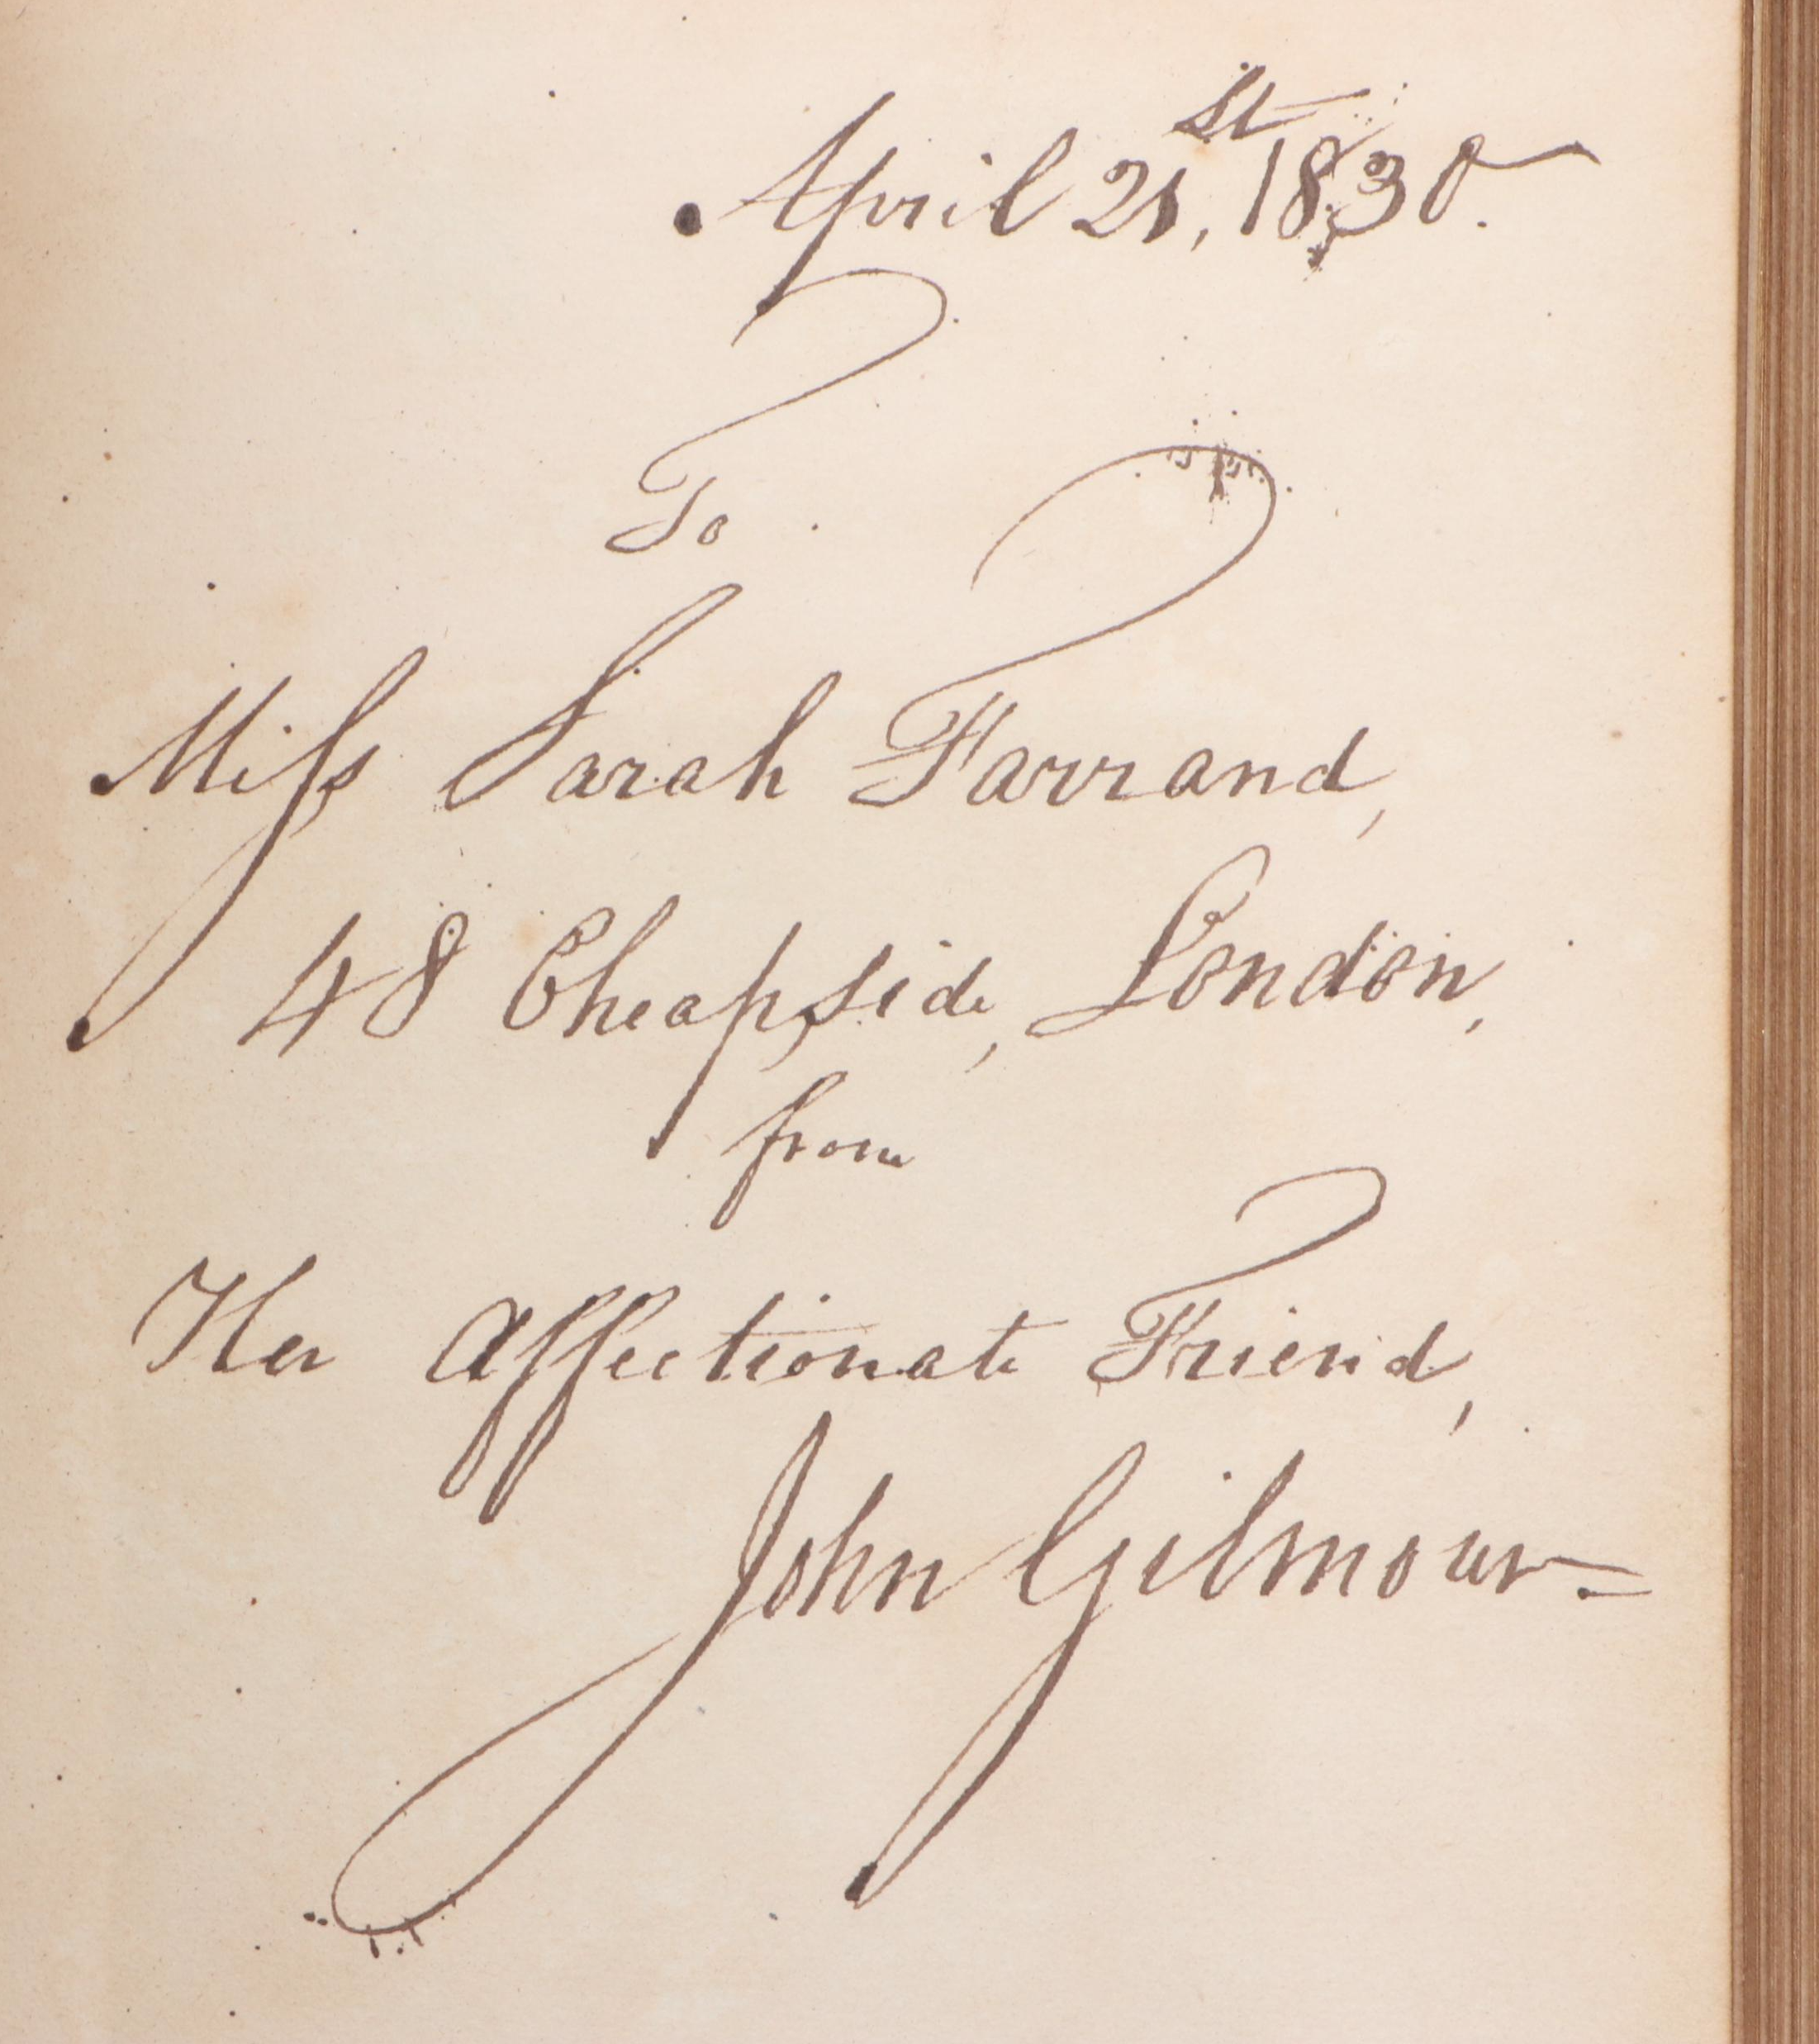 April 21st, 1830.
To
Miſs Sarah Farrand,
48 Cheapside, London,
from
Her Affectionate Friend,
John Gilmour